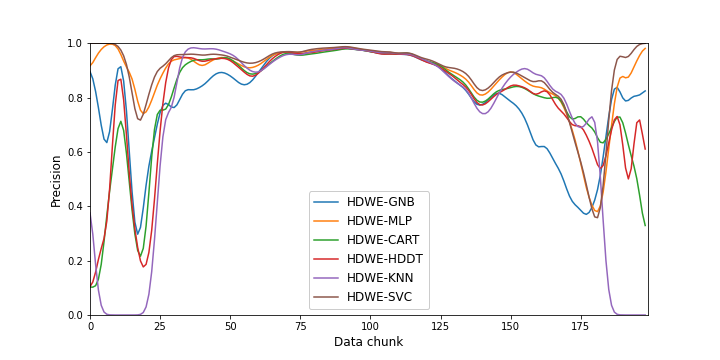 1.0
0.8
0.6
0.4
0.2
0.0
Precision
HDWE-GNB
HDWE-MLP
HDWE-CART
HDWE-HDDT
HDWE-KNN
HDWE-SVC
0 25 50 75 100 125 150 175
Data chunk